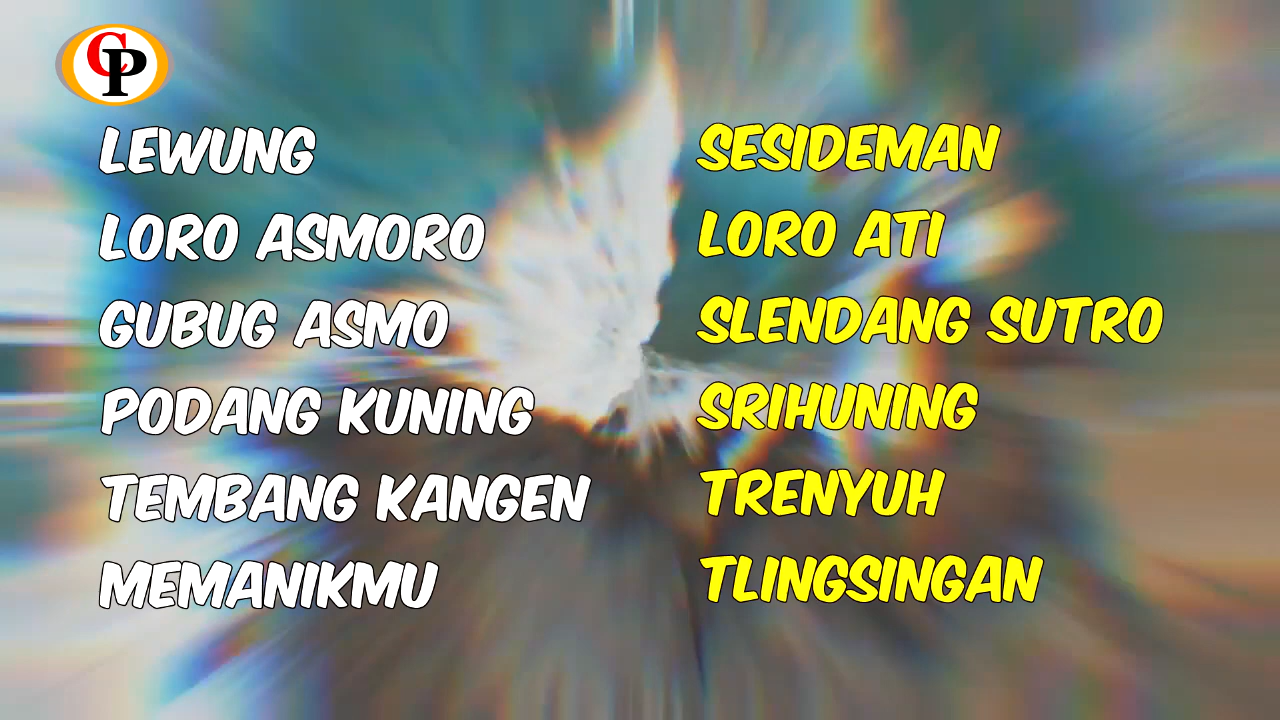 CP
LEWUNG
LORO ASMORO
GUBUG ASMO
PODANG KUNING
TEMBANG KANGEN
MEMANIKMU
SESIDEMAN
LORO ATI
SLENDANG SUTRO
SRIHUNING
TRENYUH
TLINGSINGAN